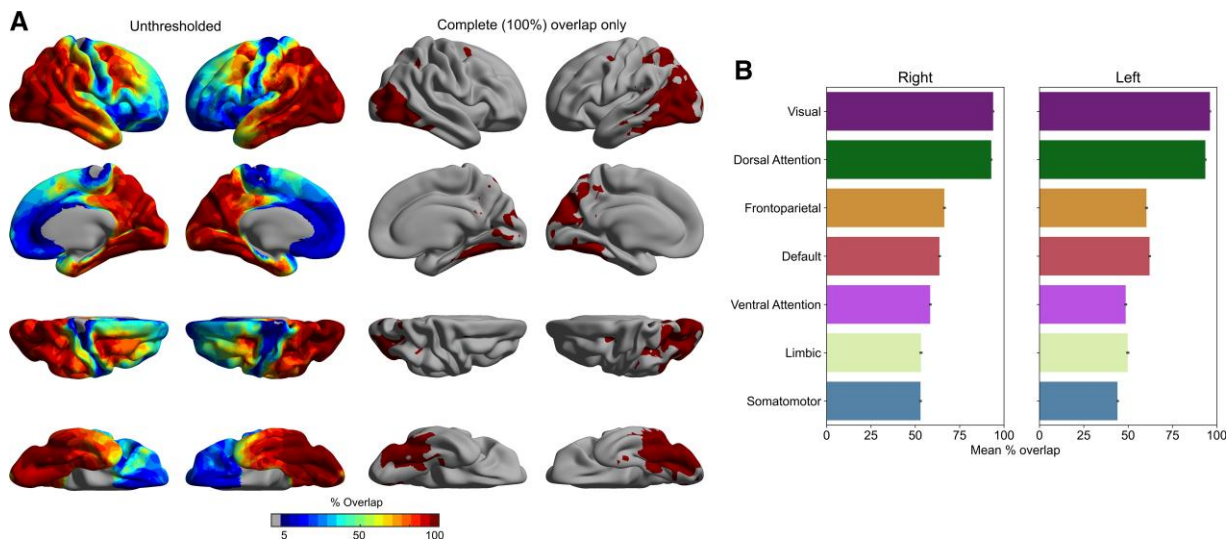 A
Unthresholded
Complete (100%) overlap only
% Overlap
5
50
100
B
Right
Left
Visual
Dorsal Attention
Frontoparietal
Default
Ventral Attention
Limbic
Somatomotor
0
25
50
75
100
0
25
50
75
100
Mean % overlap